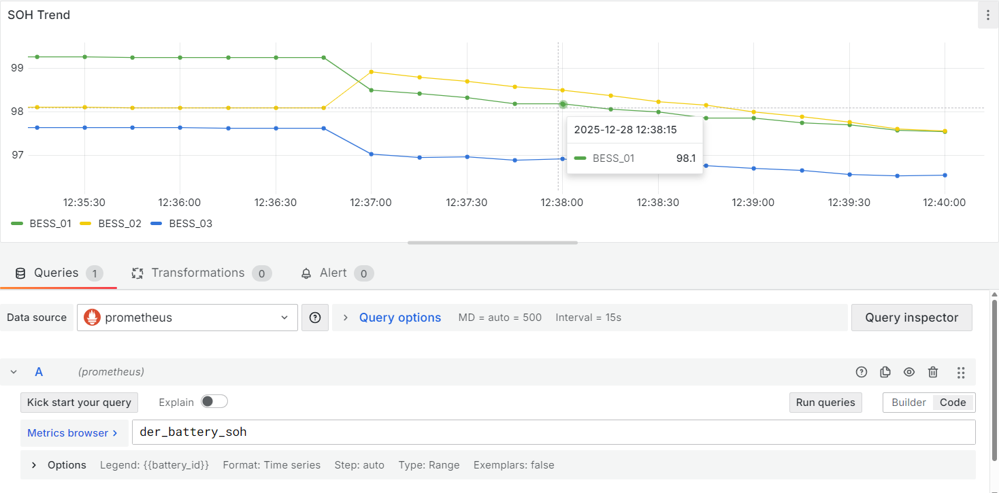 SOH Trend
99
98
97
2025-12-28 12:38:15
BESS_01 98.1
12:35:30 12:36:00 12:36:30 12:37:00 12:37:30 12:38:00 12:38:30 12:39:00 12:39:30 12:40:00
BESS_01 BESS_02 BESS_03
Queries 1 Transformations 0 Alert 0
Data source prometheus Query options MD = auto = 500 Interval = 15s Query inspector
A (prometheus)
Kick start your query Explain Run queries Builder Code
Metrics browser > der_battery_soh
Options Legend: {{battery_id}} Format: Time series Step: auto Type: Range Exemplars: false